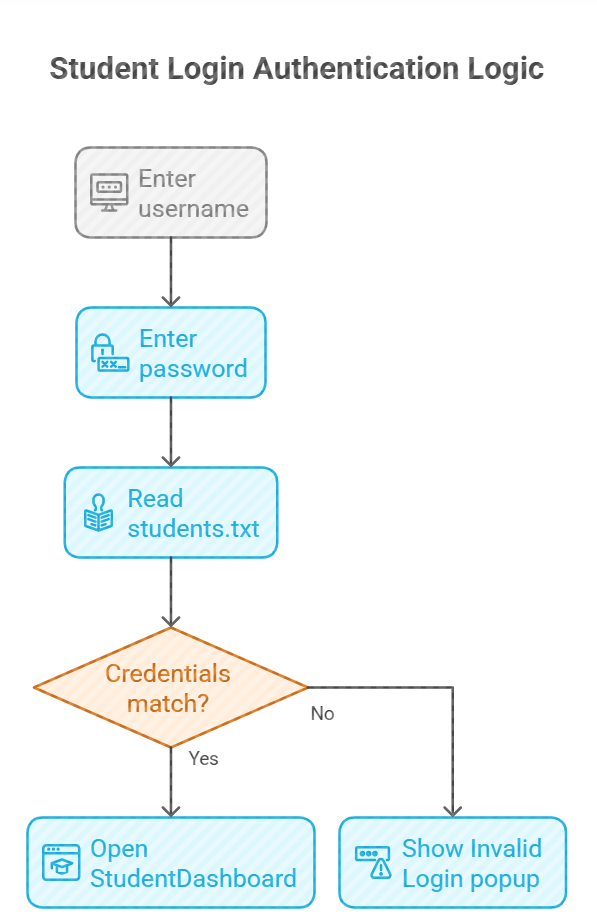 Student Login Authentication Logic
Enter
username
Enter
password
Read
students.txt
Credentials
match?
No
Yes
Open
StudentDashboard
Show Invalid
Login popup